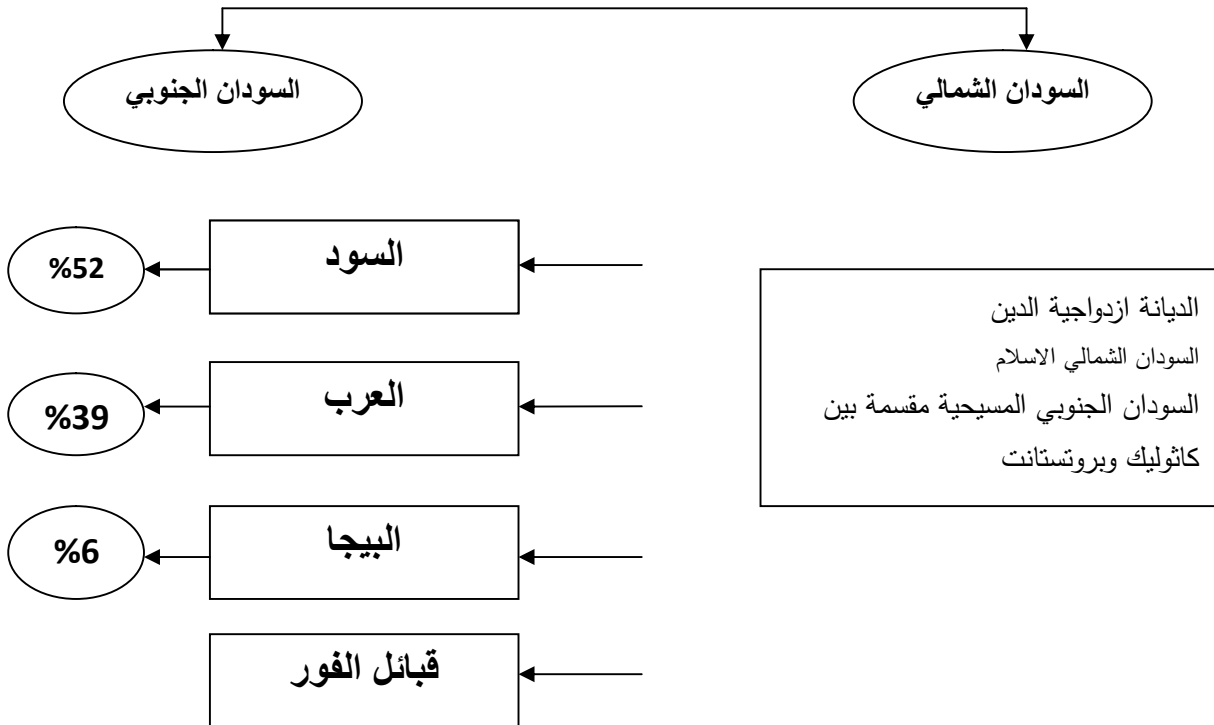 السودان الشمالي
السودان الجنوبي
السود
%52
العرب
%39
البيجا
%6
قبائل الفور
الديانة ازدواجية الدين
السودان الشمالي الاسلام
السودان الجنوبي المسيحية مقسمة بين
كاثوليك وبروتستانت